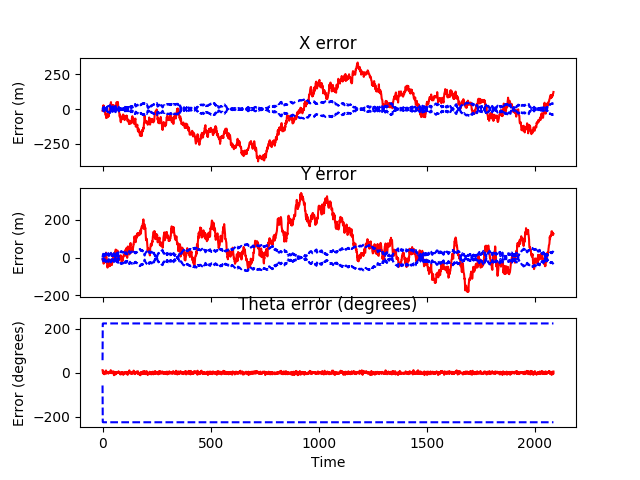 X error
Error (m)
250
0
−250
Y error
Error (m)
200
0
−200
Theta error (degrees)
Error (degrees)
200
0
−200
0
500
1000
1500
2000
Time